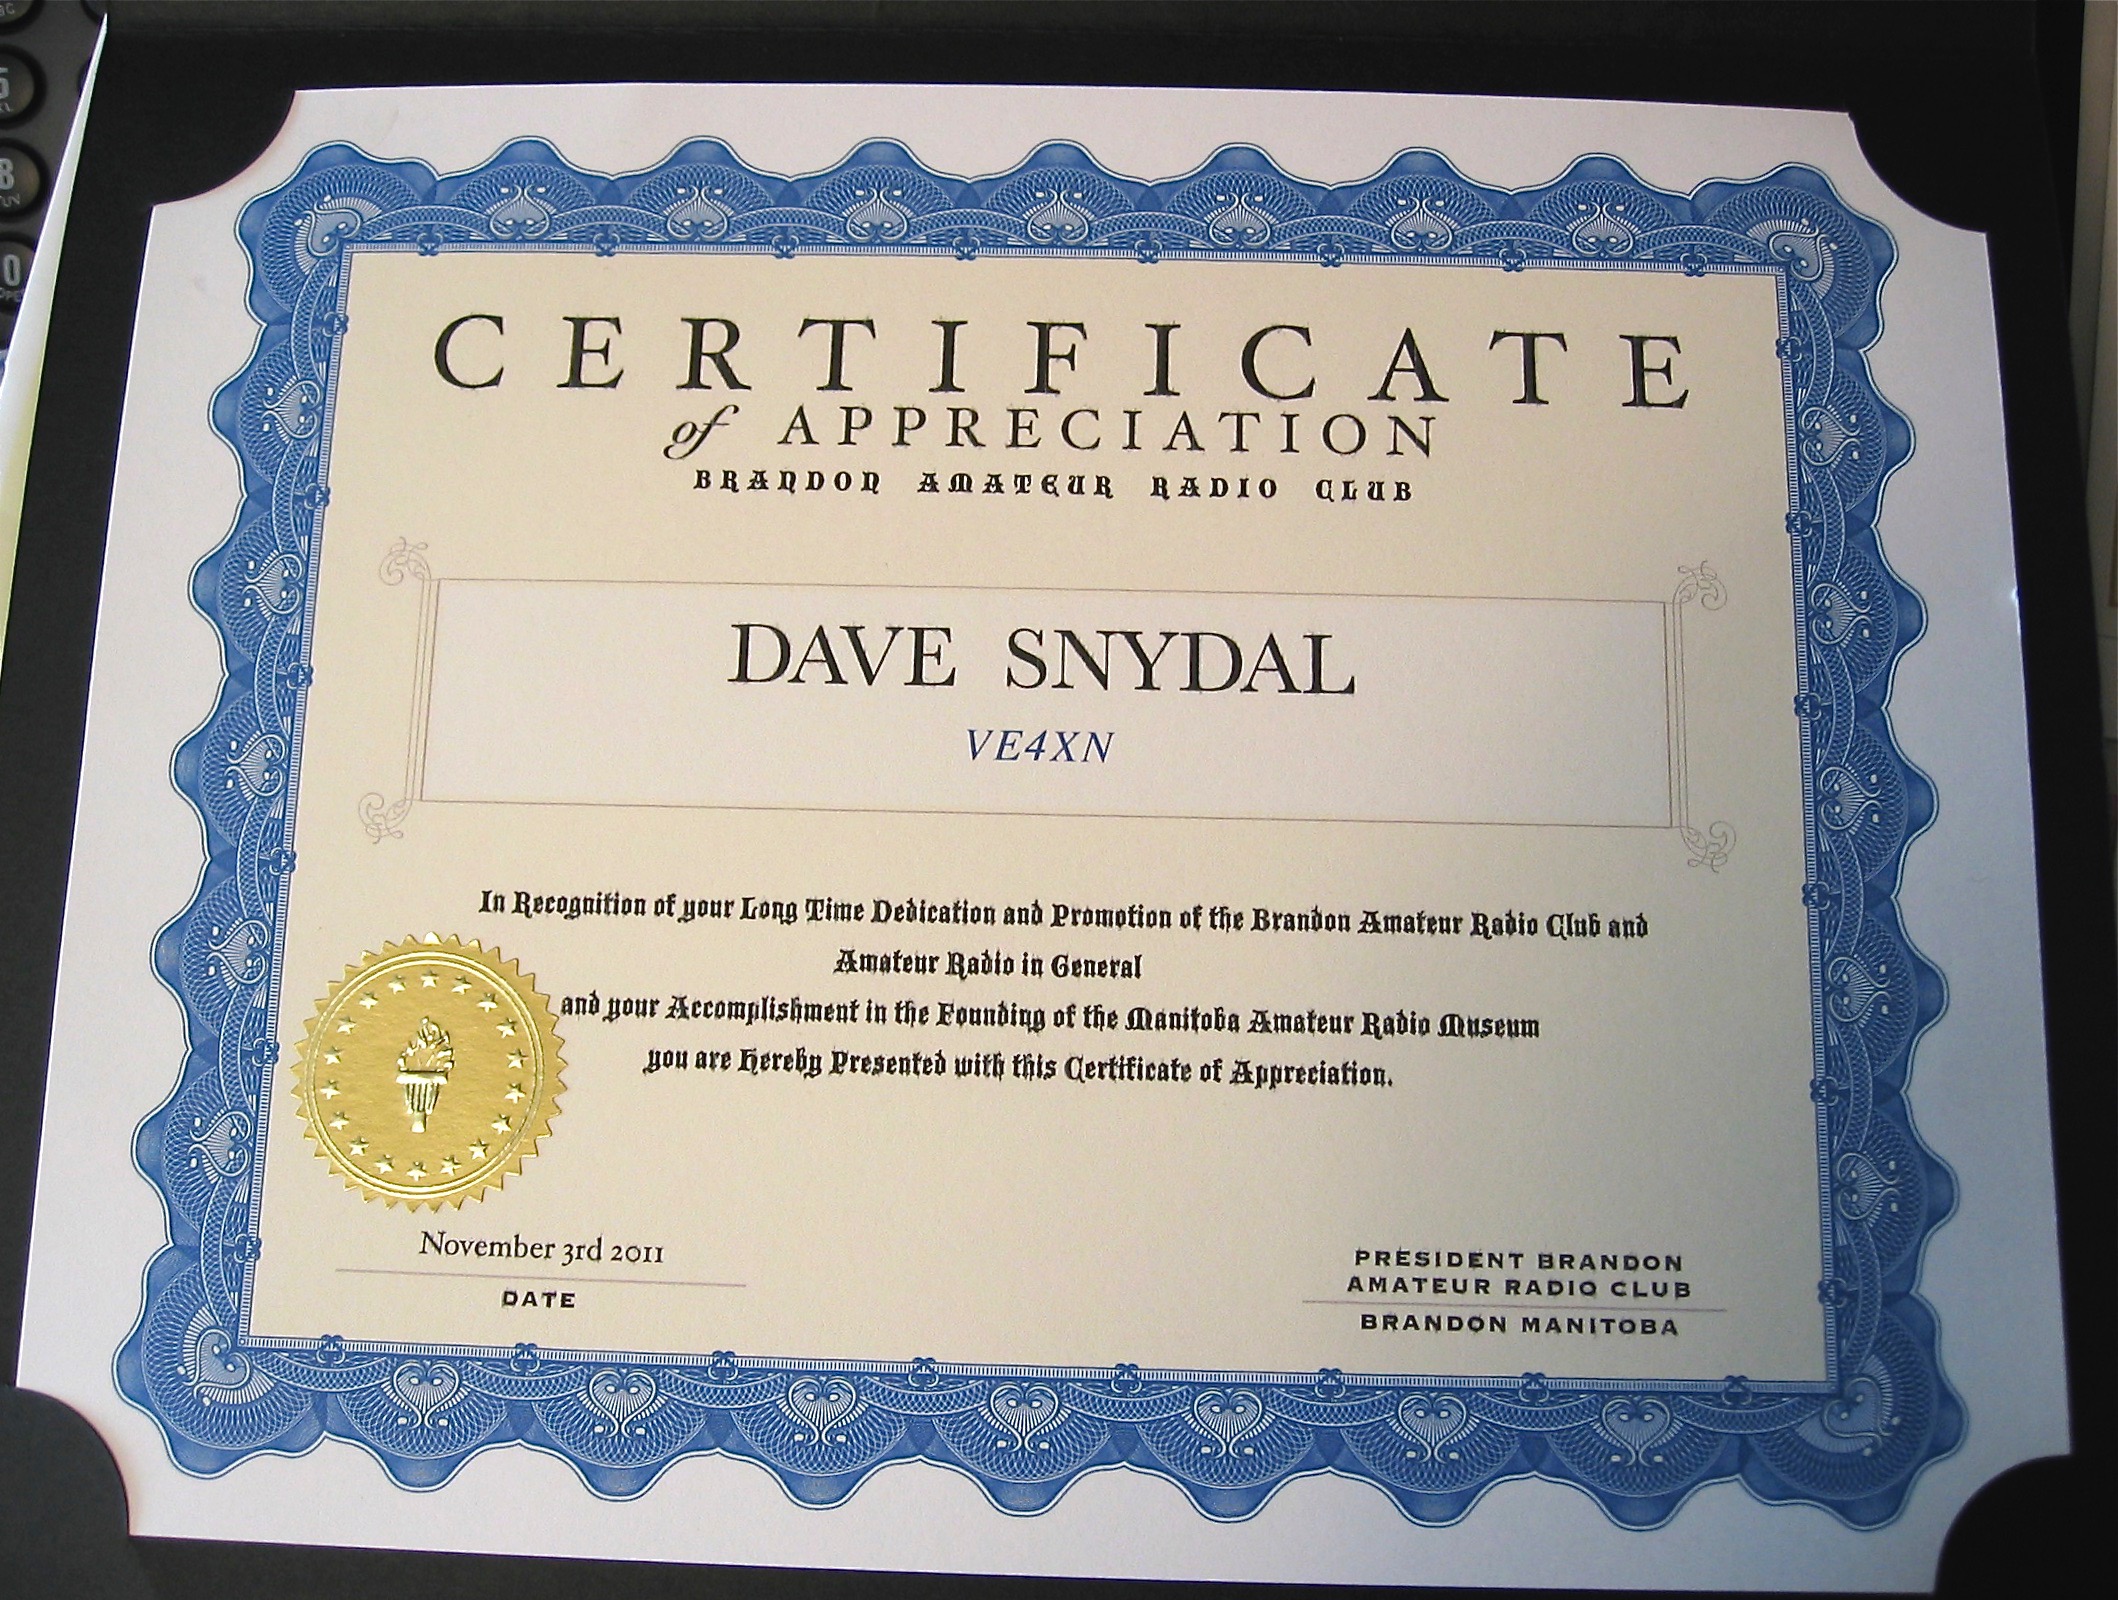 CERTIFICATE
of APPRECIATION
BRANDON AMATEUR RADIO CLUB
DAVE SNYDAL
VE4XN
In Recognition of your Long Time Dedication and Promotion of the Brandon Amateur Radio Club and
Amateur Radio in General
and your Accomplishment in the Founding of the Manitoba Amateur Radio Museum
you are Hereby Presented with this Certificate of Appreciation.
November 3rd 2011
DATE
PRESIDENT BRANDON
AMATEUR RADIO CLUB
BRANDON MANITOBA
5
8
0